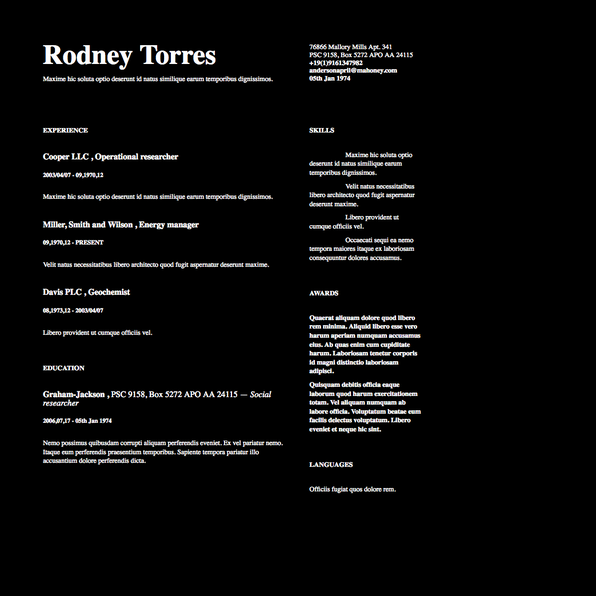 Rodney Torres
Maxime hic soluta optio deserunt id natus similique earum temporibus dignissimos.
76866 Mallory Mills Apt. 341
PSC 9158, Box 5272 APO AA 24115
+19(1)9161347982
andersonapril@mahoney.com
05th Jan 1974
EXPERIENCE
Cooper LLC , Operational researcher
2003/04/07 - 09,1970,12
Maxime hic soluta optio deserunt id natus similique earum temporibus dignissimos.
Miller, Smith and Wilson , Energy manager
09,1970,12 - PRESENT
Velit natus necessitatibus libero architecto quod fugit aspernatur deserunt maxime.
Davis PLC , Geochemist
08,1973,12 - 2003/04/07
Libero provident ut cumque officiis vel.
EDUCATION
Graham-Jackson , PSC 9158, Box 5272 APO AA 24115 — Social
researcher
2006,07,17 - 05th Jan 1974
Nemo possimus quibusdam corrupti aliquam perferendis eveniet. Ex vel pariatur nemo.
Itaque eum perferendis praesentium temporibus. Sapiente tempora pariatur illo
accusantium dolore perferendis dicta.
SKILLS
Maxime hic soluta optio
deserunt id natus similique earum
temporibus dignissimos.
Velit natus necessitatibus
libero architecto quod fugit aspernatur
deserunt maxime.
Libero provident ut
cumque officiis vel.
Occaecati sequi ea nemo
tempora maiores itaque ex laboriosam
consequuntur dolores accusamus.
AWARDS
Quaerat aliquam dolore quod libero
rem minima. Aliquid libero esse vero
harum aperiam numquam accusamus
eius. Ab quas enim cum cupiditate
harum. Laboriosam tenetur corporis
id magni distinctio laboriosam
adipisci.
Quisquam debitis officia eaque
laborum quod harum exercitationem
totam. Vel aliquam numquam ab
labore officia. Voluptatum beatae eum
facilis delectus voluptatum. Libero
eveniet et neque hic sint.
LANGUAGES
Officiis fugiat quos dolore rem.